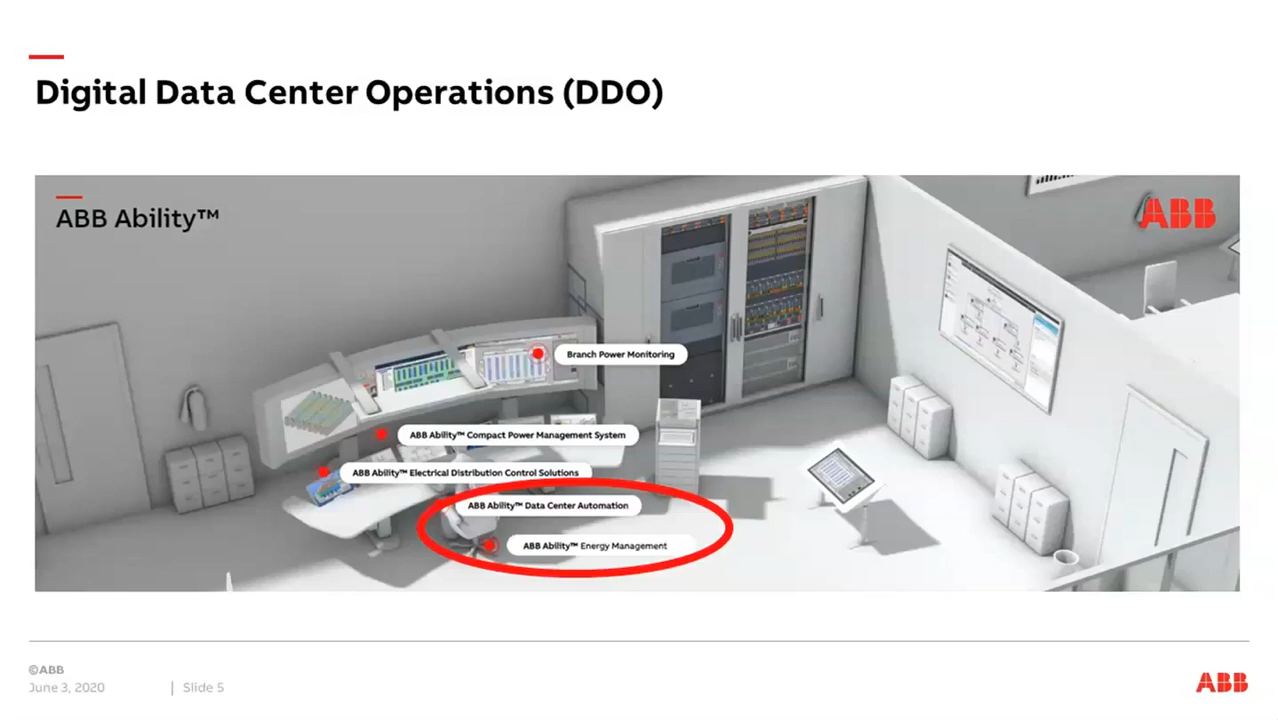 Digital Data Center Operations (DDO)
ABB Ability™
ABB
Branch Power Monitoring
ABB Ability™ Compact Power Management System
ABB Ability™ Electrical Distribution Control Solutions
ABB Ability™ Data Center Automation
ABB Ability™ Energy Management
©ABB
June 3, 2020 | Slide 5
ABB